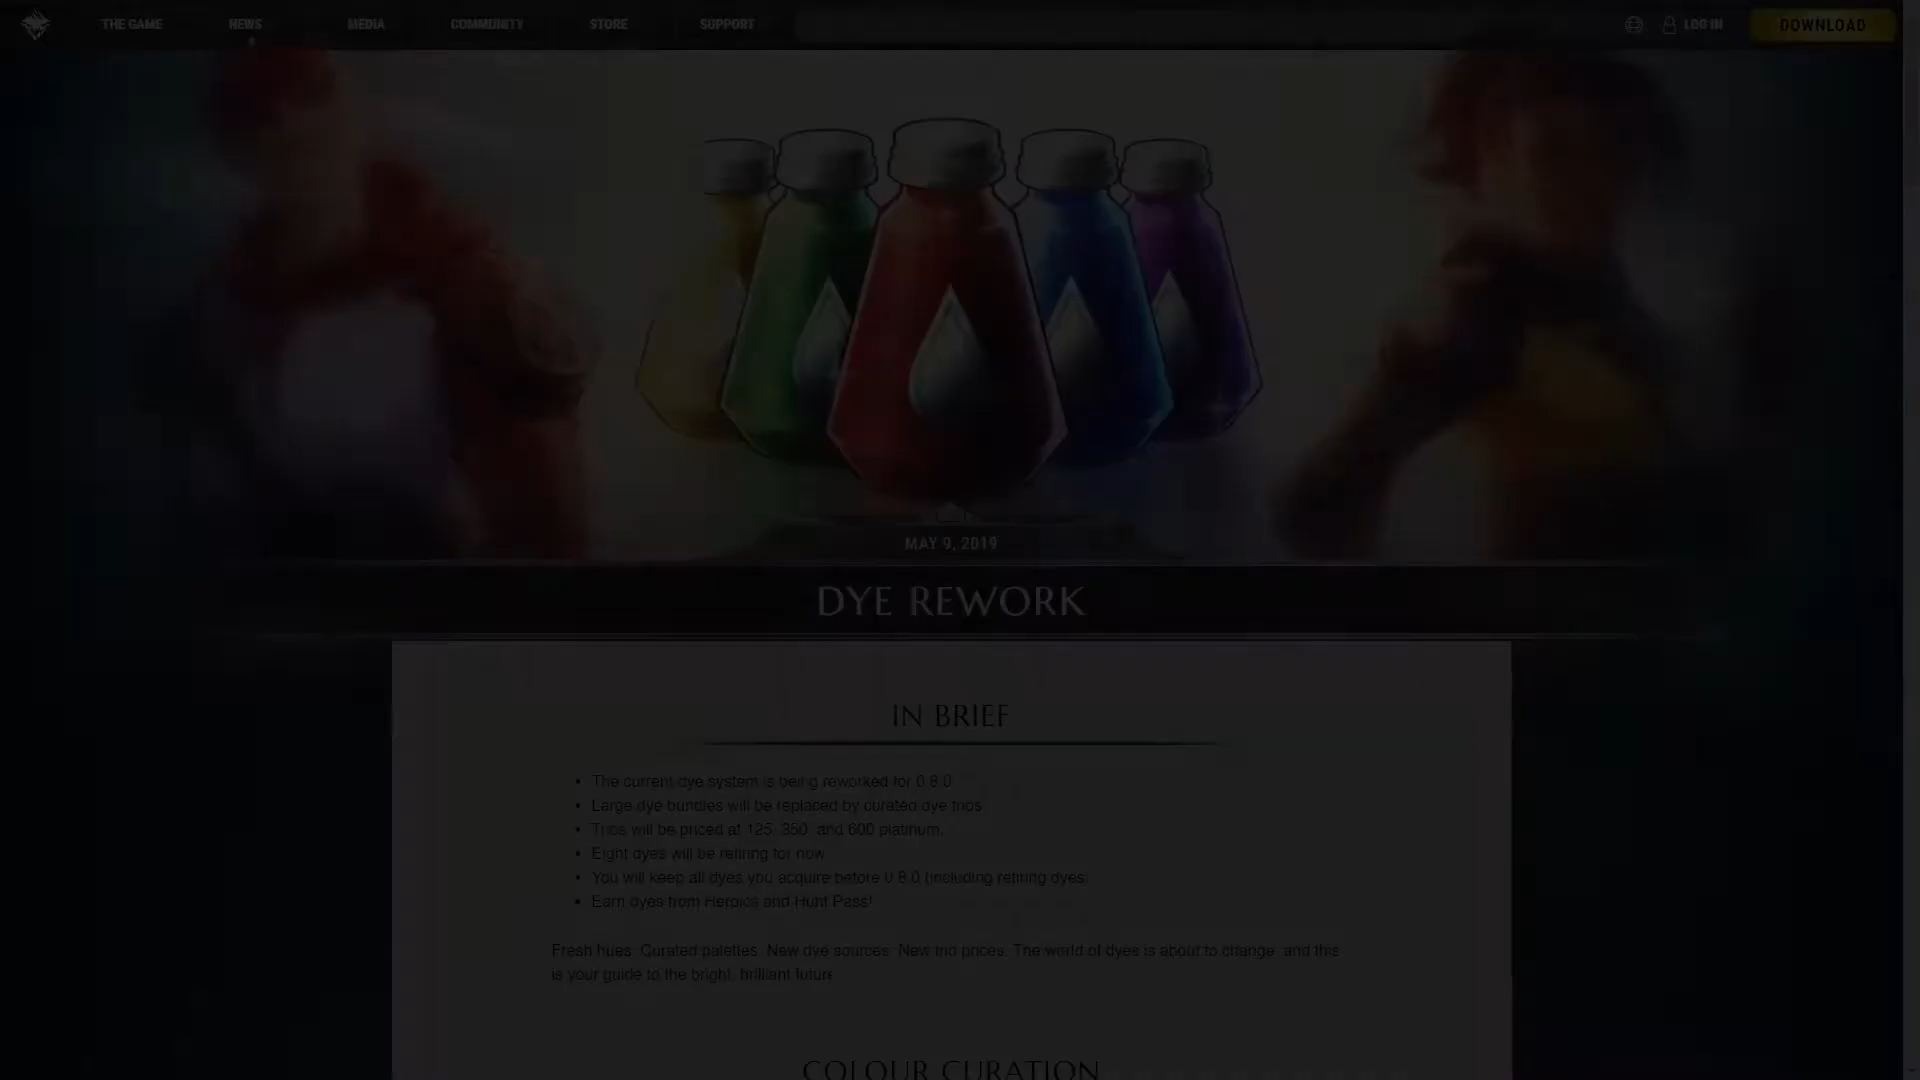 THE GAME NEWS MEDIA COMMUNITY STORE SUPPORT LOG IN DOWNLOAD
MAY 9, 2019
DYE REWORK
IN BRIEF
• The current dye system is being reworked for 0.8.0
• Large dye bundles will be replaced by curated dye trios
• Trios will be priced at 125, 350, and 600 platinum.
• Eight dyes will be retiring for now
• You will keep all dyes you acquire before 0.8.0 (including retiring dyes)
• Earn dyes from Heroics and Hunt Pass!
Fresh hues. Curated palettes. New dye sources. New trio prices. The world of dyes is about to change, and this
is your guide to the bright, brilliant future
COLOUR CURATION